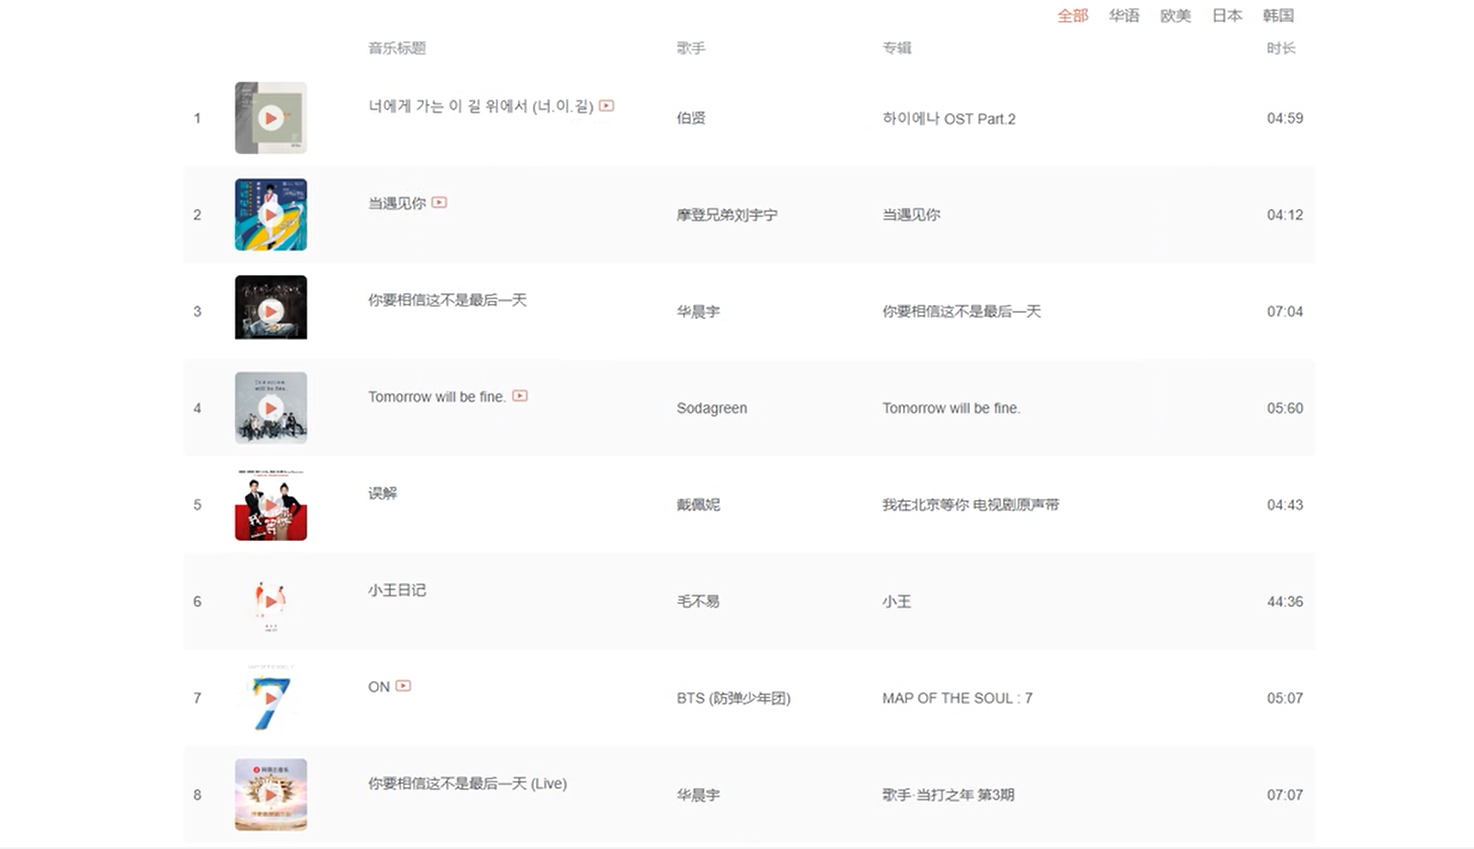 全部 华语 欧美 日本 韩国
音乐标题 歌手 专辑 时长
1 너에게 가는 이 길 위에서 (너.이.길) 伯贤 하이에나 OST Part.2 04:59
2 当遇见你 摩登兄弟刘宇宁 当遇见你 04:12
3 你要相信这不是最后一天 华晨宇 你要相信这不是最后一天 07:04
4 Tomorrow will be fine. Sodagreen Tomorrow will be fine. 05:60
5 误解 戴佩妮 我在北京等你 电视剧原声带 04:43
6 小王日记 毛不易 小王 44:36
7 ON BTS (防弹少年团) MAP OF THE SOUL : 7 05:07
8 你要相信这不是最后一天 (Live) 华晨宇 歌手·当打之年 第3期 07:07